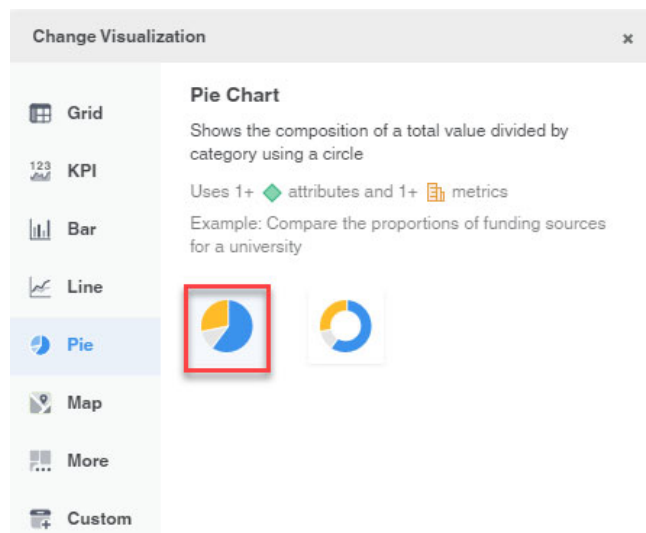 Change Visualization
×
Grid
123
KPI
Bar
Line
Pie
Map
More
Custom
Pie Chart
Shows the composition of a total value divided by
category using a circle
Uses 1+ attributes and 1+ metrics
Example: Compare the proportions of funding sources
for a university